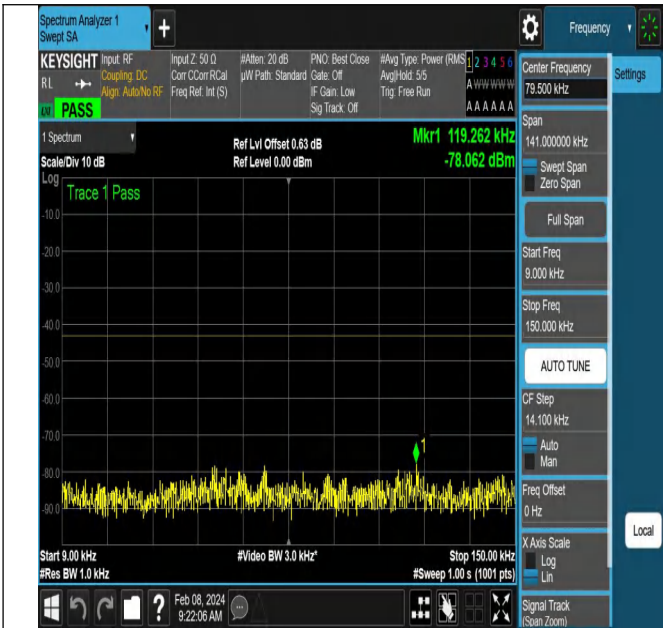 Spectrum Analyzer 1
Swept SA
+
Frequency
KEYSIGHT
RL
PASS
Input: RF
Coupling: DC
Align: Auto/No RF
Input Z: 50 Ω
Corr CCorr RCal
Freq Ref: Int (S)
#Atten: 20 dB
µW Path: Standard
PNO: Best Close
Gate: Off
IF Gain: Low
Sig Track: Off
#Avg Type: Power (RMS
Avg|Hold: 5/5
Trig: Free Run
1 2 3 4 5 6
A W W W W W
A A A A A A
1 Spectrum
Scale/Div 10 dB
Log
Ref Lvl Offset 0.63 dB
Ref Level 0.00 dBm
Mkr1 119.262 kHz
-78.062 dBm
Trace 1 Pass
-10.0
-20.0
-30.0
-40.0
-50.0
-60.0
-70.0
-80.0
-90.0
1
Start 9.00 kHz
#Res BW 1.0 kHz
#Video BW 3.0 kHz*
Stop 150.00 kHz
#Sweep 1.00 s (1001 pts)
?
Feb 08, 2024
9:22:06 AM
Center Frequency
79.500 kHz
Settings
Span
141.000000 kHz
Swept Span
Zero Span
Full Span
Start Freq
9.000 kHz
Stop Freq
150.000 kHz
AUTO TUNE
CF Step
14.100 kHz
Auto
Man
Freq Offset
0 Hz
X Axis Scale
Log
Lin
Local
Signal Track
(Span Zoom)